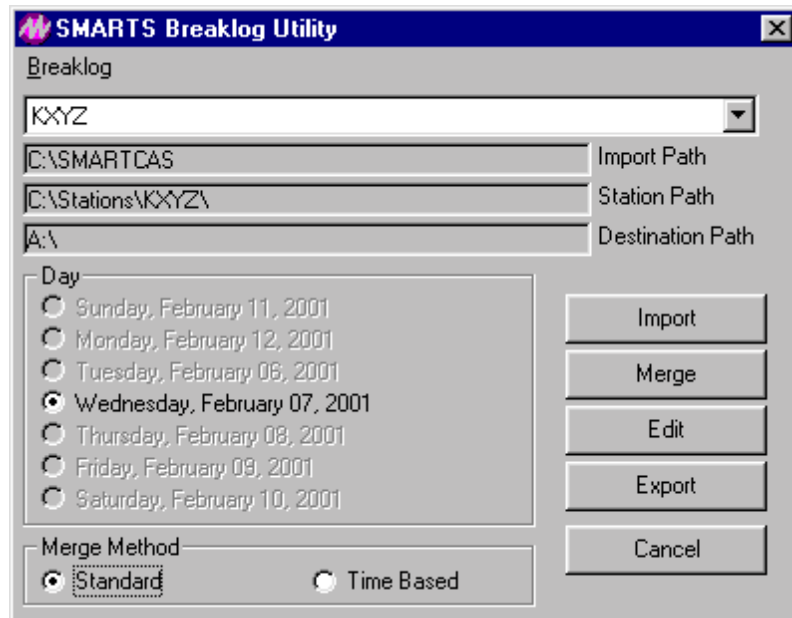 SMARTS Breaklog Utility
Breaklog
KXYZ
C:\SMARTCAS Import Path
C:\Stations\KXYZ\ Station Path
A:\ Destination Path
Day
Sunday, February 11, 2001
Monday, February 12, 2001
Tuesday, February 06, 2001
Wednesday, February 07, 2001
Thursday, February 08, 2001
Friday, February 09, 2001
Saturday, February 10, 2001
Import
Merge
Edit
Export
Cancel
Merge Method
Standard Time Based